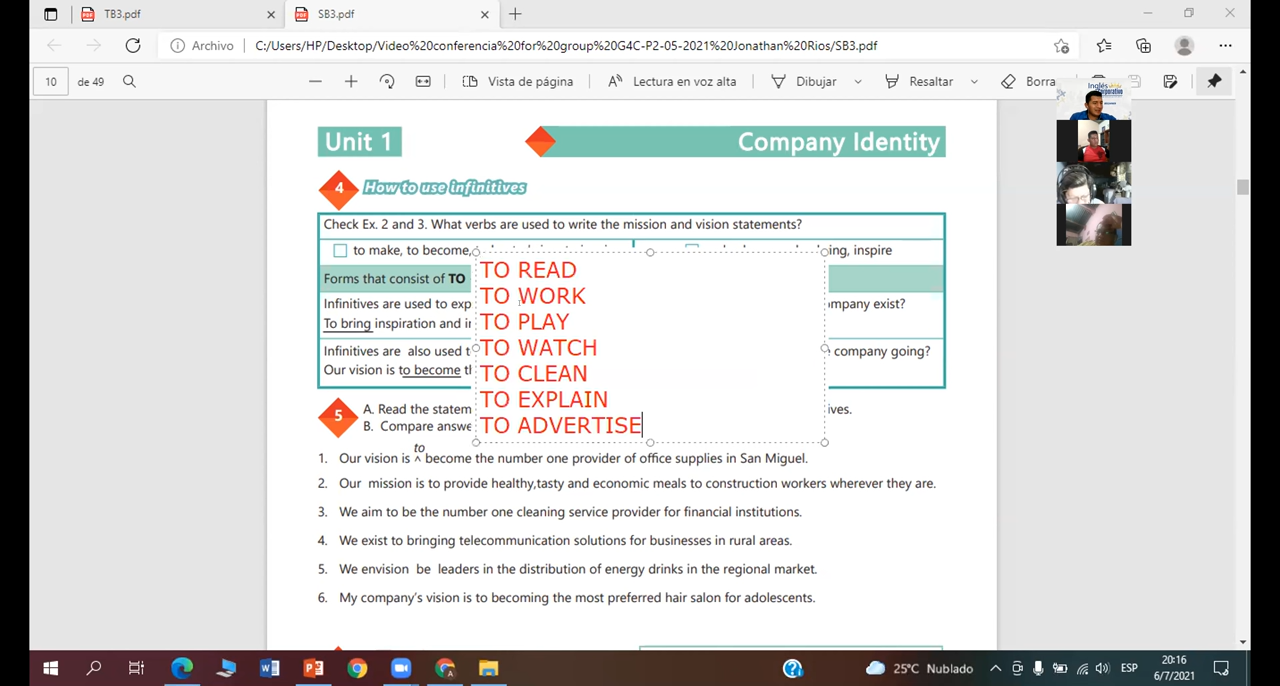 TB3.pdf
SB3.pdf
Archivo
C:/Users/HP/Desktop/Video%20conferencia%20for%20group%20G4C-P2-05-2021%20Jonathan%20Rios/SB3.pdf
10 de 49
Vista de página
Lectura en voz alta
Dibujar
Resaltar
Borra
Unit 1
Company Identity
4 How to use infinitives
Check Ex. 2 and 3. What verbs are used to write the mission and vision statements?
to make, to become,
ing, inspire
Forms that consist of TO
Infinitives are used to exp
ompany exist?
To bring inspiration and in
Infinitives are also used t
company going?
Our vision is to become th
TO READ
TO WORK
TO PLAY
TO WATCH
TO CLEAN
TO EXPLAIN
TO ADVERTISE
5 A. Read the statem
ives.
B. Compare answe
to
1. Our vision is ^ become the number one provider of office supplies in San Miguel.
2. Our mission is to provide healthy,tasty and economic meals to construction workers wherever they are.
3. We aim to be the number one cleaning service provider for financial institutions.
4. We exist to bringing telecommunication solutions for businesses in rural areas.
5. We envision be leaders in the distribution of energy drinks in the regional market.
6. My company's vision is to becoming the most preferred hair salon for adolescents.
25°C Nublado
ESP
20:16
6/7/2021